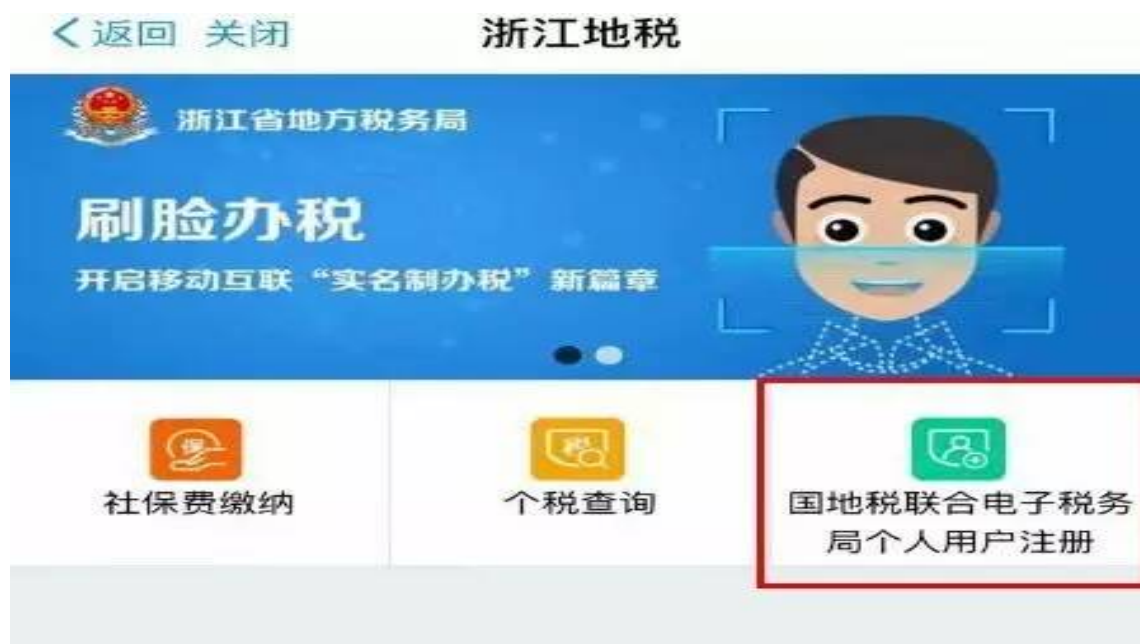 返回 关闭 浙江地税
浙江省地方税务局
刷脸办税
开启移动互联“实名制办税”新篇章
保
税
社保费缴纳
个税查询
国地税联合电子税务
局个人用户注册